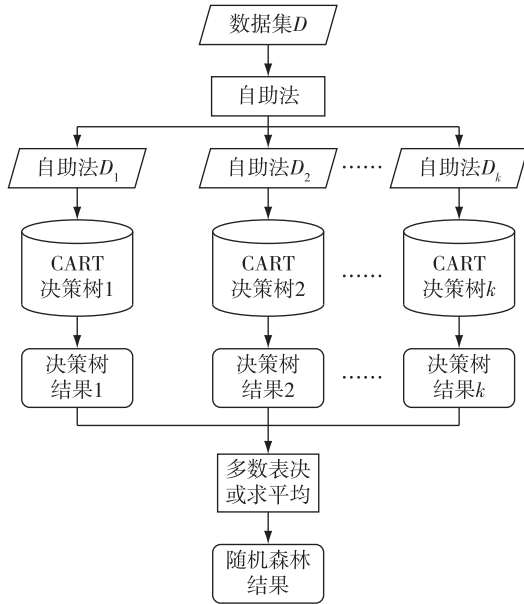 数据集D
自助法
自助法D₁
自助法D₂
……
自助法Dₖ
CART
决策树1
CART
决策树2
……
CART
决策树k
决策树
结果1
决策树
结果2
……
决策树
结果k
多数表决
或求平均
随机森林
结果